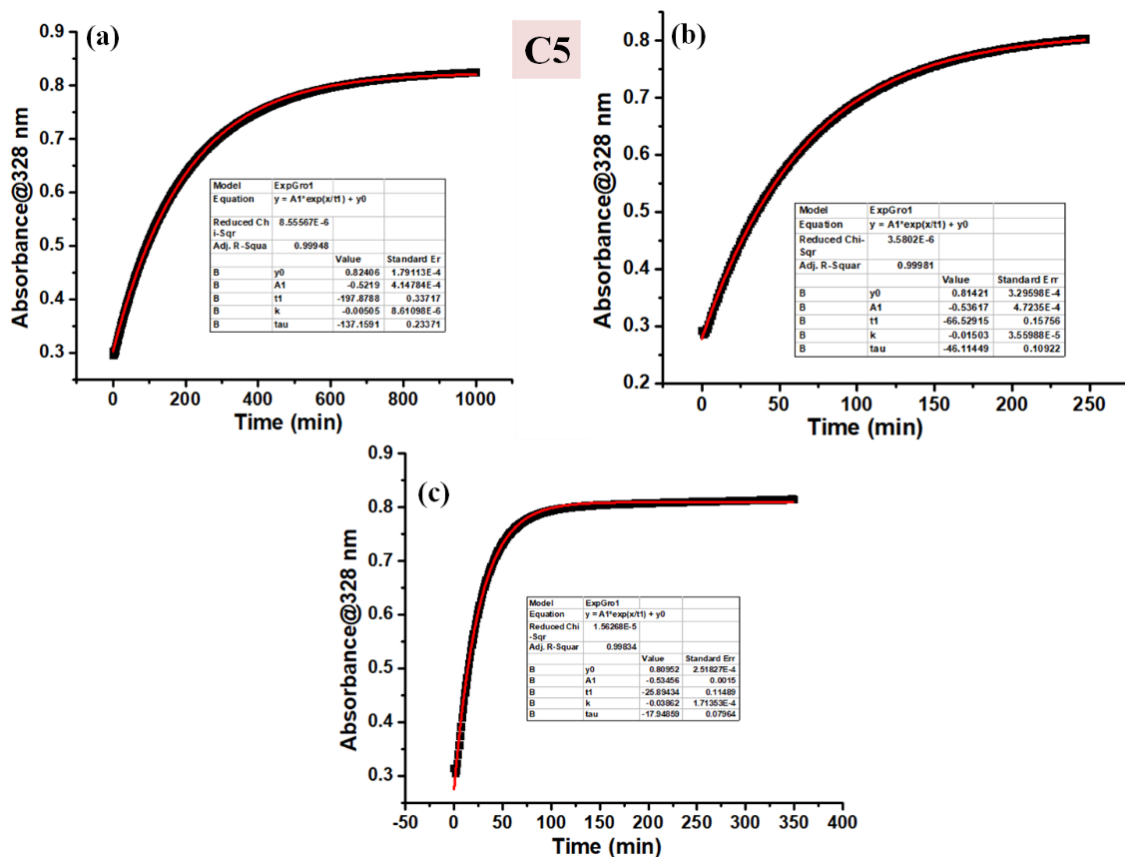 (a)
C5
(b)
0.9
0.8
0.7
0.6
0.5
0.4
0.3
Absorbance@328 nm
0 200 400 600 800 1000
Time (min)
Model ExpGro1
Equation y = A1*exp(x/t1) + y0
Reduced Ch
i-Sqr 8.55567E-6
Adj. R-Squa 0.99948
Value Standard Er
B y0 0.82406 1.79113E-4
B A1 -0.5219 4.14784E-4
B t1 -197.8788 0.33717
B k -0.00505 8.61098E-6
B tau -137.1591 0.23371
0.8
0.7
0.6
0.5
0.4
0.3
0.2
Absorbance@328 nm
0 50 100 150 200 250
Time (min)
Model ExpGro1
Equation y = A1*exp(x/t1) + y0
Reduced Chi-
Sqr 3.5802E-6
Adj. R-Squar 0.99981
Value Standard Err
B y0 0.81421 3.29598E-4
B A1 -0.53617 4.7235E-4
B t1 -66.52915 0.15756
B k -0.01503 3.55988E-5
B tau -46.11449 0.10922
(c)
0.9
0.8
0.7
0.6
0.5
0.4
0.3
Absorbance@328 nm
-50 0 50 100 150 200 250 300 350 400
Time (min)
Model ExpGro1
Equation y = A1*exp(x/t1) + y0
Reduced Chi
-Sqr 1.56268E-5
Adj. R-Squar 0.99834
Value Standard Err
B y0 0.80952 2.51827E-4
B A1 -0.53456 0.0015
B t1 -25.89434 0.11489
B k -0.03862 1.71353E-4
B tau -17.94859 0.07964